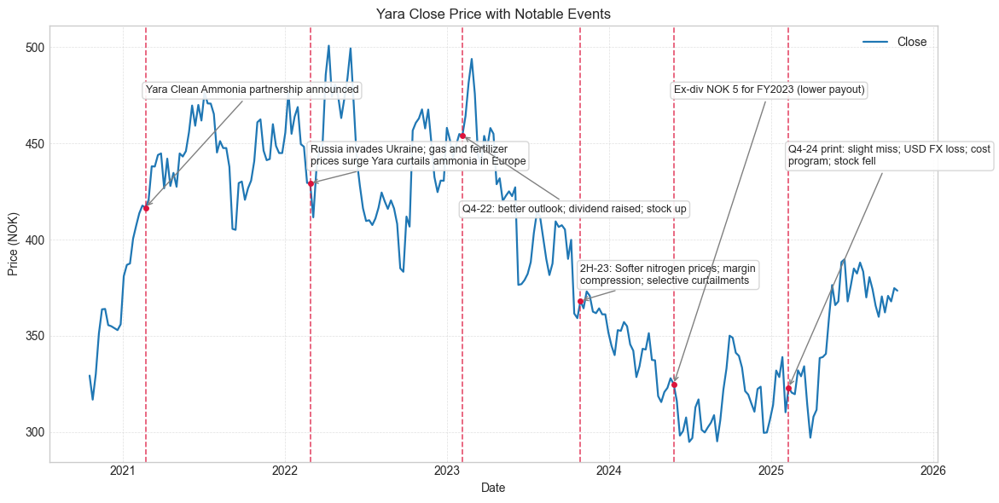 Yara Close Price with Notable Events
Close
500
450
400
350
300
Price (NOK)
Yara Clean Ammonia partnership announced
Ex-div NOK 5 for FY2023 (lower payout)
Russia invades Ukraine; gas and fertilizer
prices surge Yara curtails ammonia in Europe
Q4-24 print: slight miss; USD FX loss; cost
program; stock fell
Q4-22: better outlook; dividend raised; stock up
2H-23: Softer nitrogen prices; margin
compression; selective curtailments
2021
2022
2023
2024
2025
2026
Date